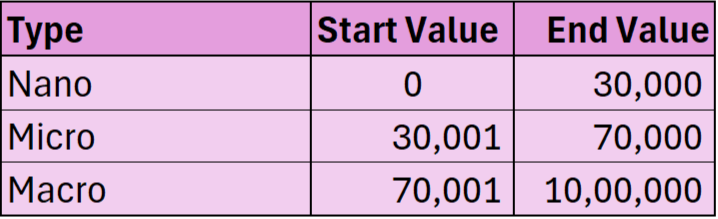 Type Start Value End Value
Nano 0 30,000
Micro 30,001 70,000
Macro 70,001 10,00,000